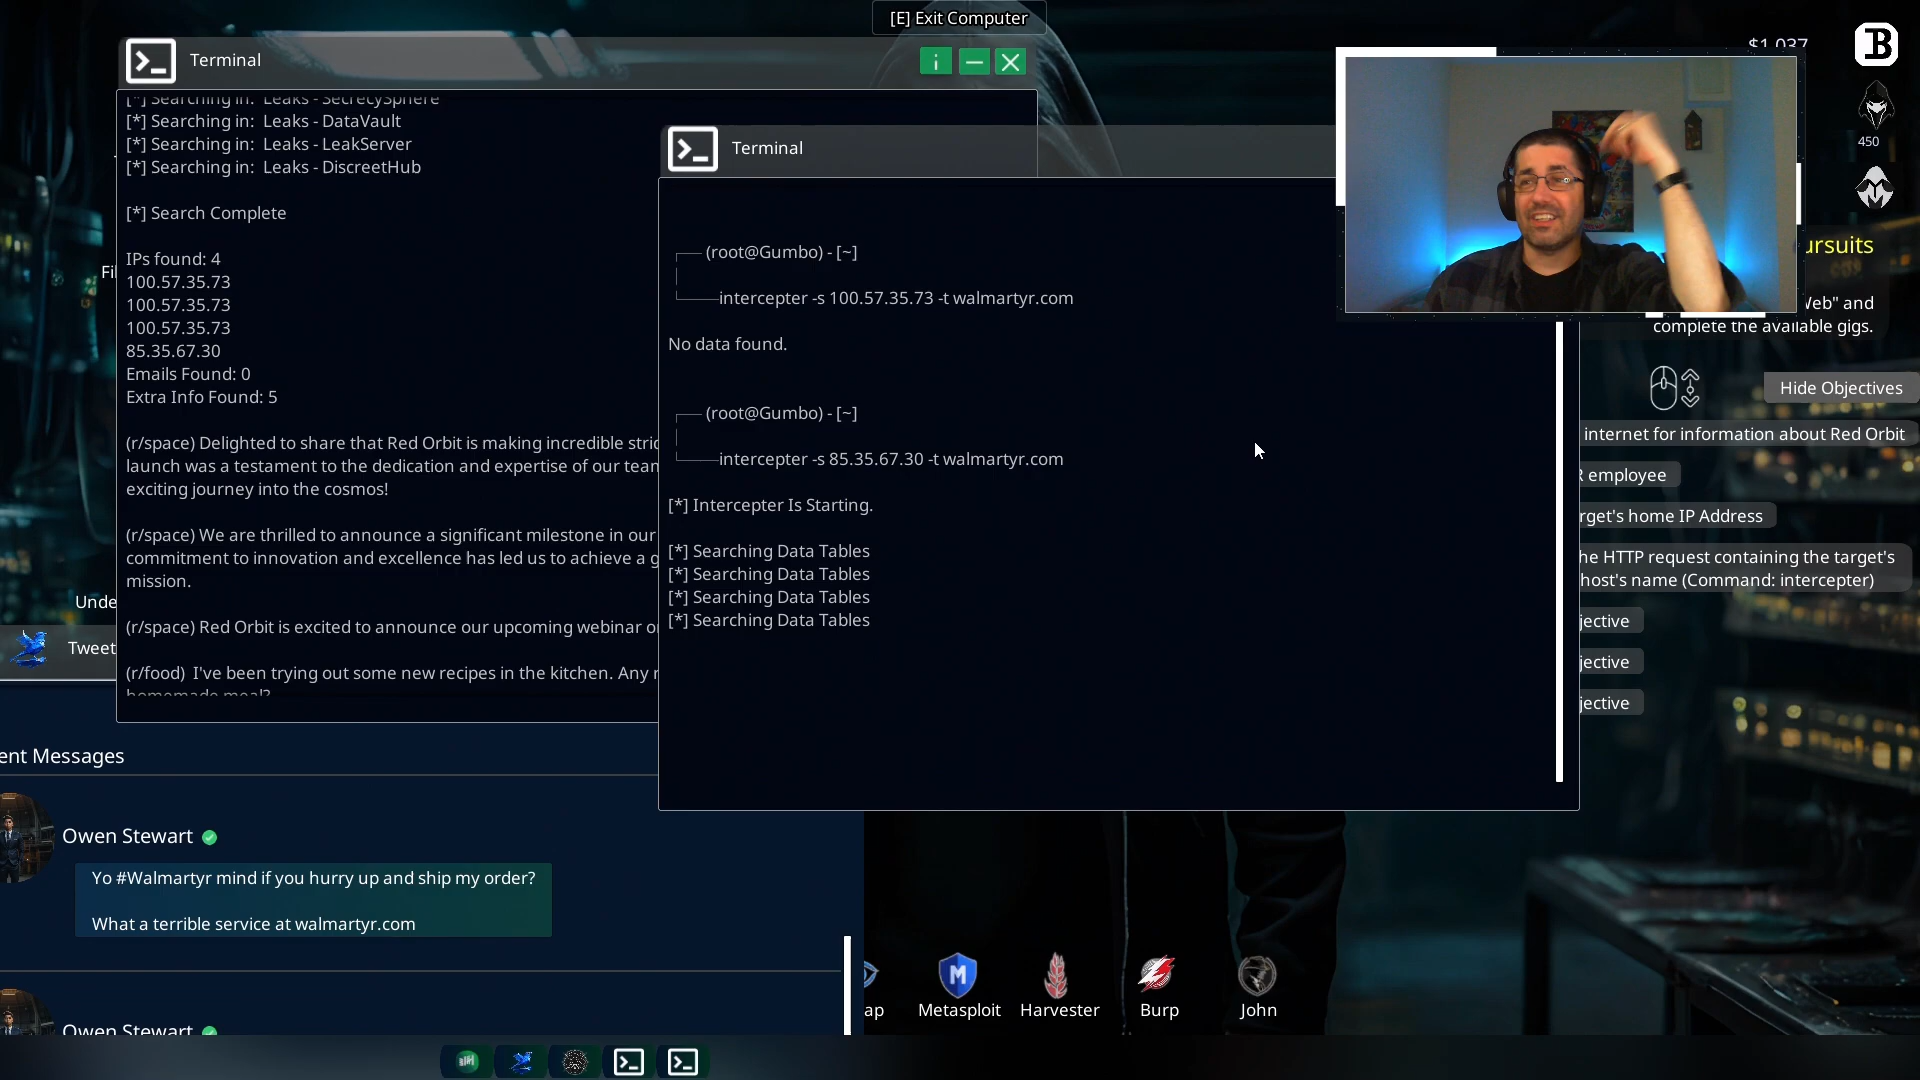 [E] Exit Computer
$1,037
Terminal
[*] Searching in:  Leaks - SecrecySphere
[*] Searching in:  Leaks - DataVault
[*] Searching in:  Leaks - LeakServer
[*] Searching in:  Leaks - DiscreetHub
[*] Search Complete
IPs found: 4
100.57.35.73
100.57.35.73
100.57.35.73
85.35.67.30
Emails Found: 0
Extra Info Found: 5
(r/space) Delighted to share that Red Orbit is making incredible
launch was a testament to the dedication and expertise of our team
exciting journey into the cosmos!
(r/space) We are thrilled to announce a significant milestone in our
commitment to innovation and excellence has led us to achieve a
mission.
(r/space) Red Orbit is excited to announce our upcoming webinar
(r/food)  I've been trying out some new recipes in the kitchen. Any
homemade meal?
Terminal
(root@Gumbo) - [~]
intercepter -s 100.57.35.73 -t walmartyr.com
No data found.
(root@Gumbo) - [~]
intercepter -s 85.35.67.30 -t walmartyr.com
[*] Intercepter Is Starting.
[*] Searching Data Tables
[*] Searching Data Tables
[*] Searching Data Tables
[*] Searching Data Tables
450
ursuits
Web" and
complete the available gigs.
Hide Objectives
internet for information about Red Orbit
R employee
rget's home IP Address
he HTTP request containing the target's
host's name (Command: intercepter)
jective
jective
jective
Fi
Unde
Tweet
ent Messages
Owen Stewart
Yo #Walmartyr mind if you hurry up and ship my order?
What a terrible service at walmartyr.com
Owen Stewart
ap
Metasploit
Harvester
Burp
John